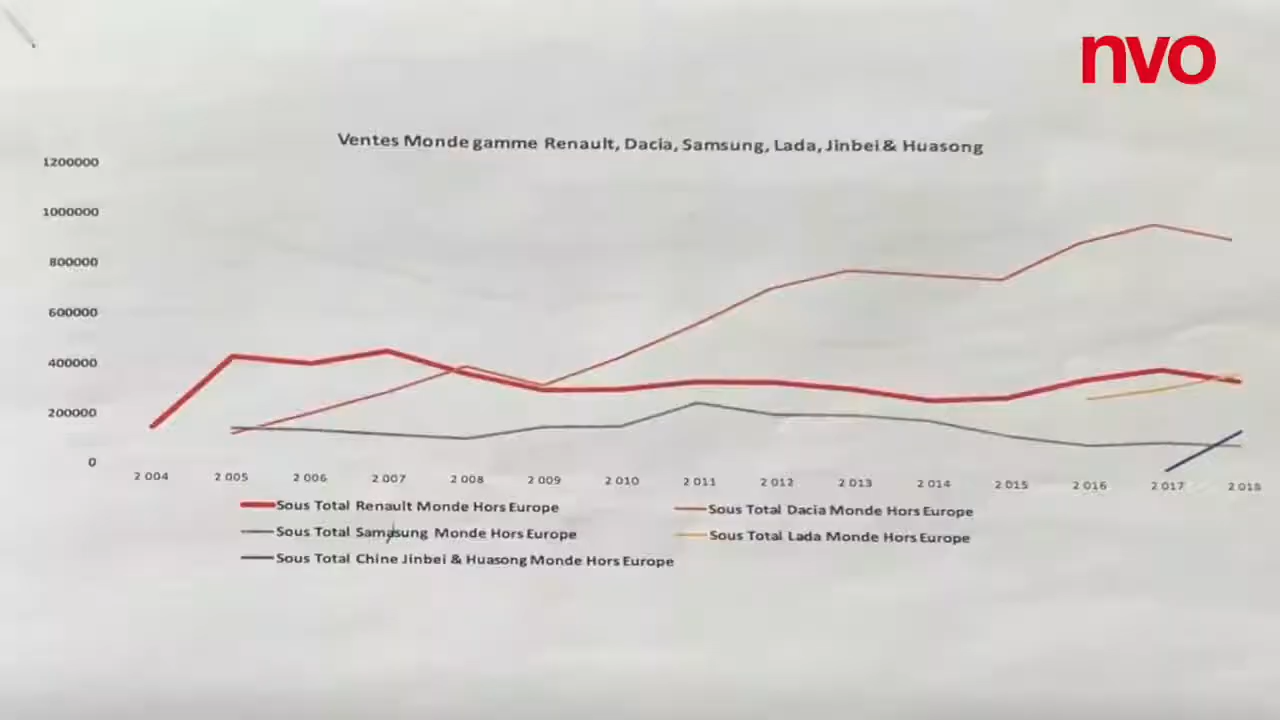 nvo
Ventes Monde gamme Renault, Dacia, Samsung, Lada, Jinbei & Huasong
1200000
1000000
800000
600000
400000
200000
0
2 004 2 005 2 006 2 007 2 008 2 009 2 010 2 011 2 012 2 013 2 014 2 015 2 016 2 017 2 018
Sous Total Renault Monde Hors Europe Sous Total Dacia Monde Hors Europe
Sous Total Samsung Monde Hors Europe Sous Total Lada Monde Hors Europe
Sous Total Chine Jinbei & Huasong Monde Hors Europe